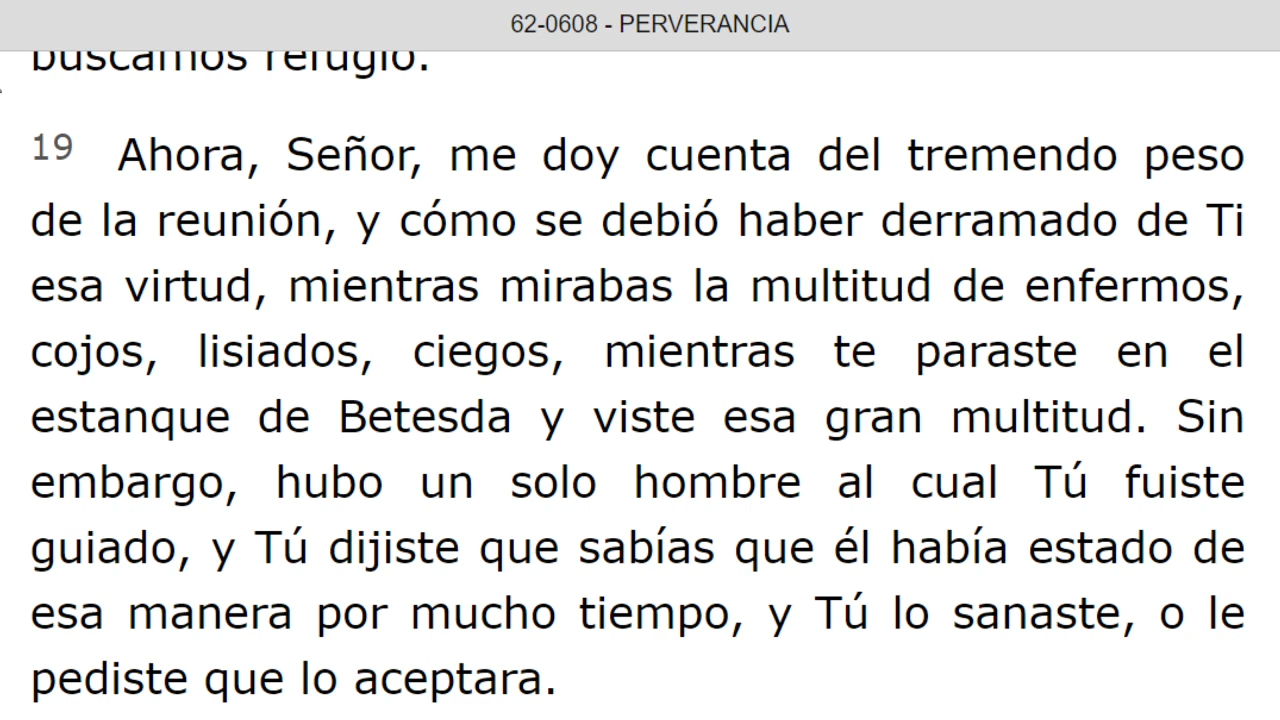 62-0608 - PERVERANCIA
buscamos refugio.
19 Ahora, Señor, me doy cuenta del tremendo peso
de la reunión, y cómo se debió haber derramado de Ti
esa virtud, mientras mirabas la multitud de enfermos,
cojos, lisiados, ciegos, mientras te paraste en el
estanque de Betesda y viste esa gran multitud. Sin
embargo, hubo un solo hombre al cual Tú fuiste
guiado, y Tú dijiste que sabías que él había estado de
esa manera por mucho tiempo, y Tú lo sanaste, o le
pediste que lo aceptara.